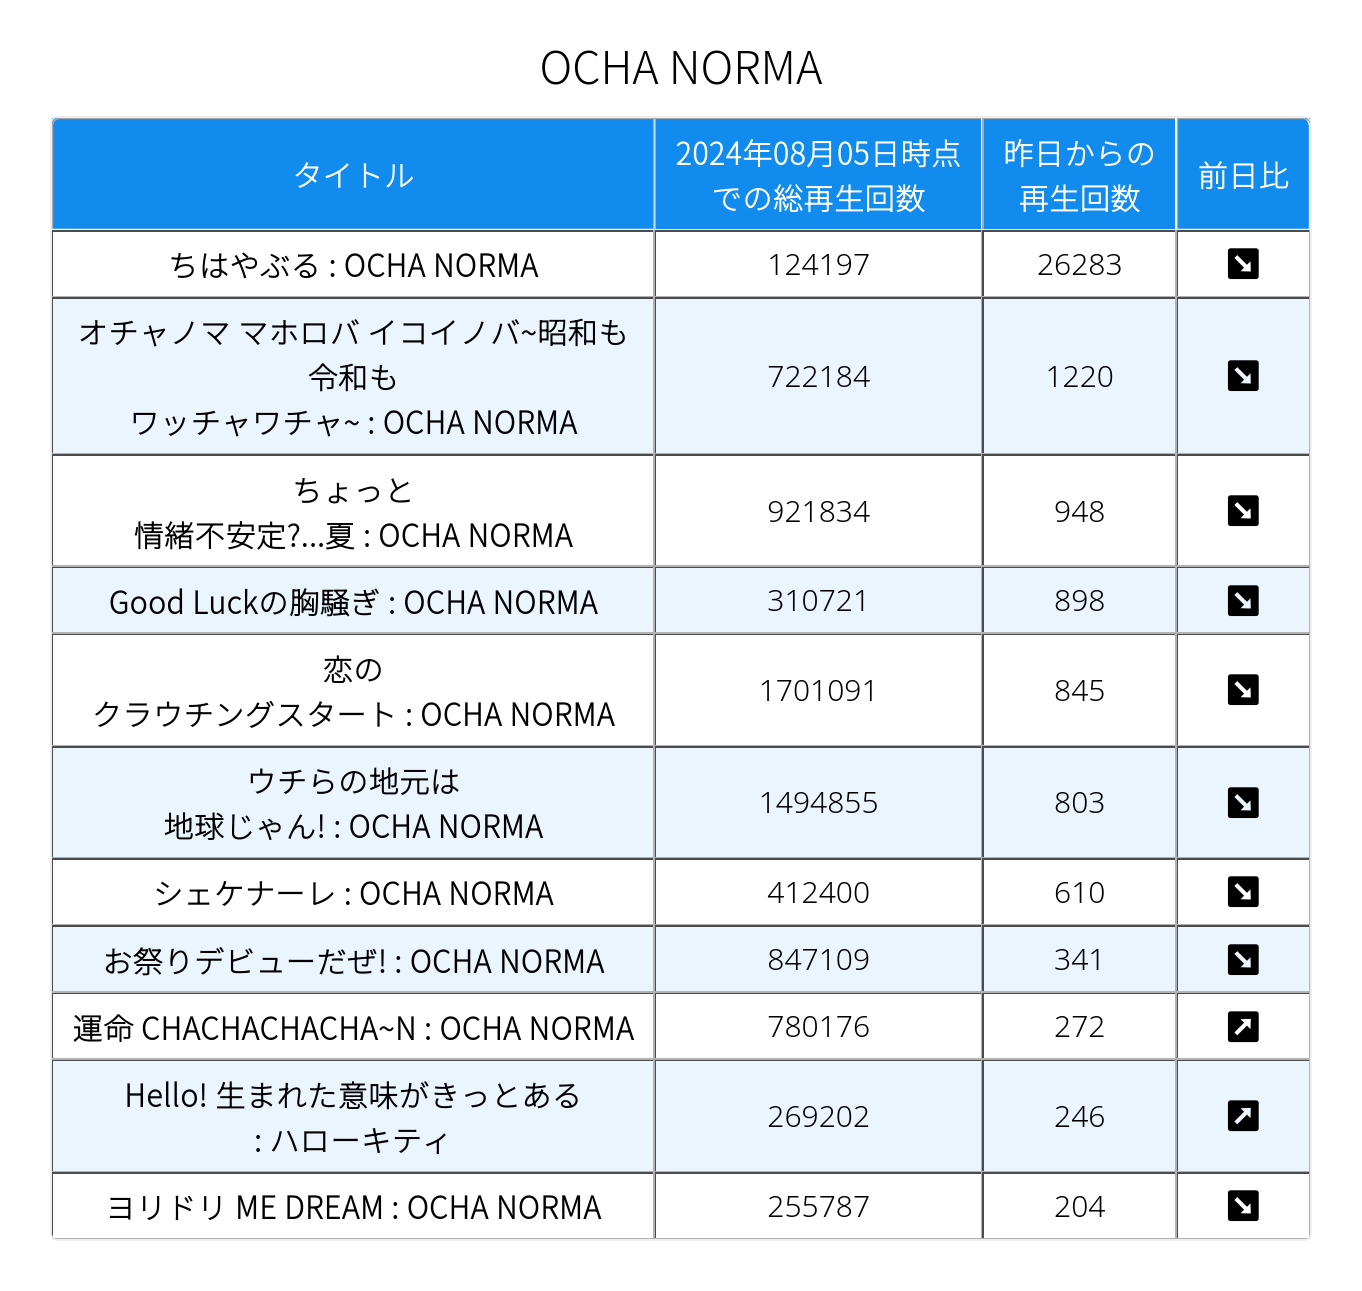 OCHA NORMA
タイトル
2024年08月05日時点
での総再生回数
昨日からの
再生回数
前日比
ちはやぶる : OCHA NORMA
124197
26283
オチャノマ マホロバ イコイノバ~昭和も
令和も
ワッチャワチャ~ : OCHA NORMA
722184
1220
ちょっと
情緒不安定?...夏 : OCHA NORMA
921834
948
Good Luckの胸騒ぎ : OCHA NORMA
310721
898
恋の
クラウチングスタート : OCHA NORMA
1701091
845
ウチらの地元は
地球じゃん! : OCHA NORMA
1494855
803
シェケナーレ : OCHA NORMA
412400
610
お祭りデビューだぜ! : OCHA NORMA
847109
341
運命 CHACHACHACHA~N : OCHA NORMA
780176
272
Hello! 生まれた意味がきっとある
: ハローキティ
269202
246
ヨリドリ ME DREAM : OCHA NORMA
255787
204